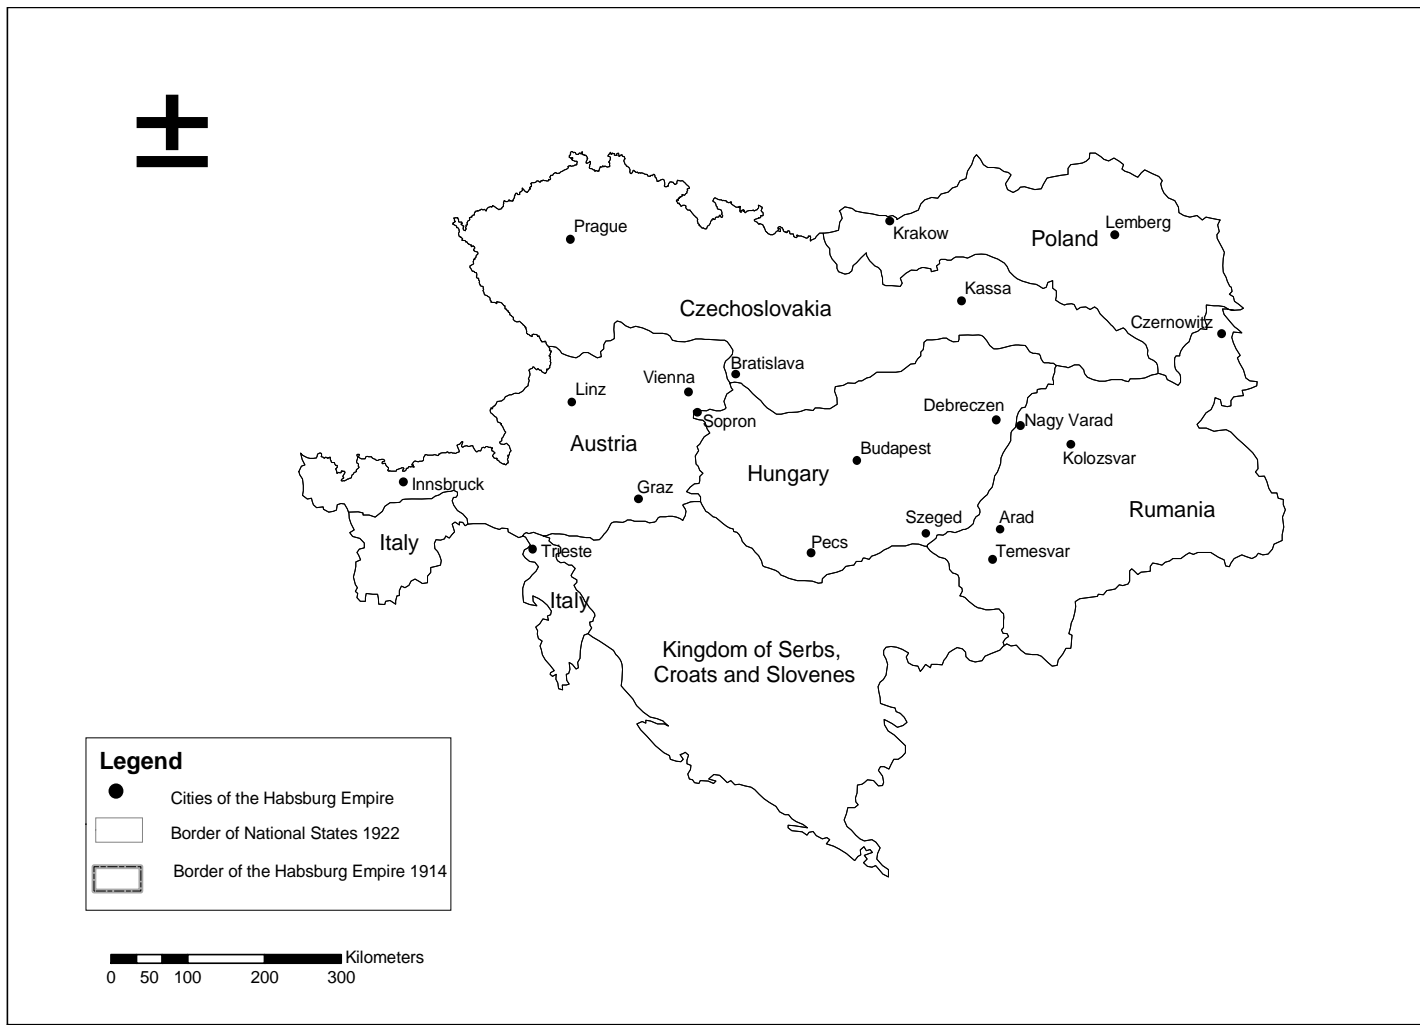 ±
Prague
Krakow
Poland
Lemberg
Kassa
Czechoslovakia
Czernowitz
Bratislava
Vienna
Linz
Sopron
Debreczen
Nagy Varad
Austria
Budapest
Kolozsvar
Hungary
Innsbruck
Graz
Rumania
Szeged
Arad
Italy
Trieste
Pecs
Temesvar
Italy
Kingdom of Serbs,
Croats and Slovenes
Legend
Cities of the Habsburg Empire
Border of National States 1922
Border of the Habsburg Empire 1914
Kilometers
0 50 100 200 300